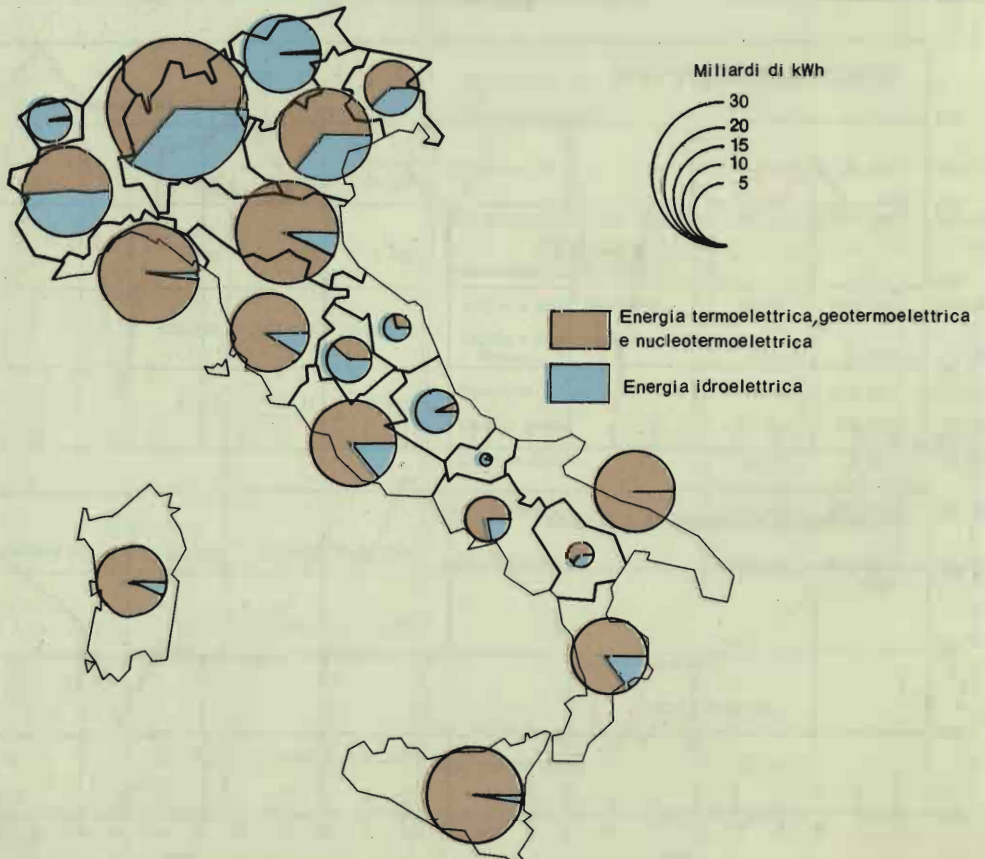 Miliardi di kWh
30
20
15
10
5
Energia termoelettrica, geotermoelettrica
e nucleotermoelettrica
Energia idroelettrica